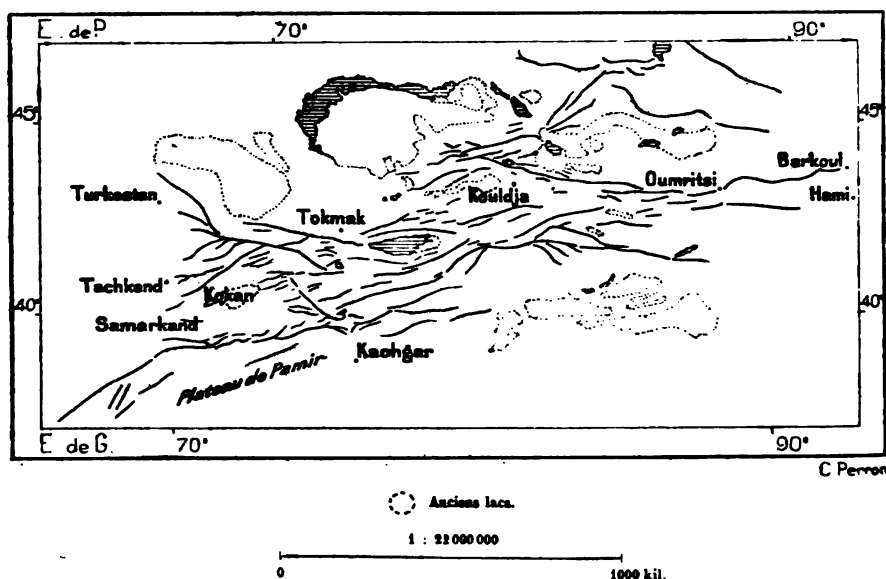 E. de P. 70° 90°
45° 45°
Barkoul.
Turkestan Kouldja Oumritsi Hami.
Tokmak
Tachkend
Kokan
40° 40°
Samarkand
Kachgar
Plateau de Pamir
E. de G. 70° 90°
C Perron
Anciens lacs.
1 : 22 000 000
0 1000 kil.